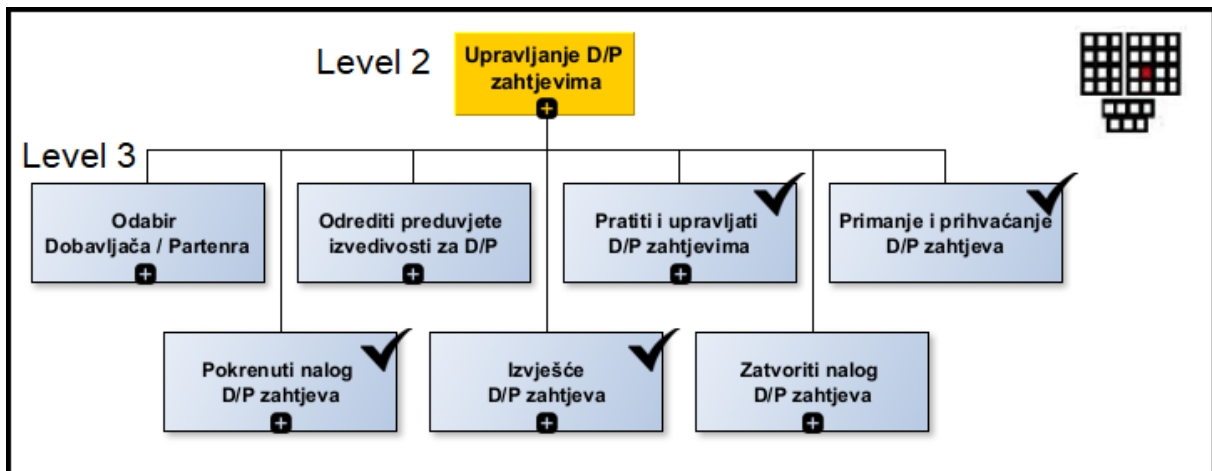 Level 2
Upravljanje D/P
zahtjevima
Level 3
Odabir
Dobavljača / Partenra
Odrediti preduvjete
izvedivosti za D/P
Pratiti i upravljati
D/P zahtjevima
Primanje i prihvaćanje
D/P zahtjeva
Pokrenuti nalog
D/P zahtjeva
Izvješće
D/P zahtjeva
Zatvoriti nalog
D/P zahtjeva